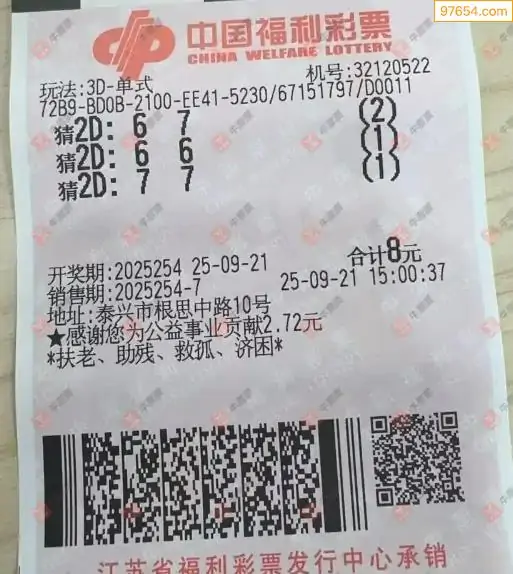 97654.com
中国福利彩票
CHINA WELFARE LOTTERY
玩法:3D-单式 机号:32120522
72B9-BD0B-2100-EE41-5230/67151797/D0011
猜2D: 6 7 (2)
猜2D: 6 6 (1)
猜2D: 7 7 (1)
合计8元
开奖期:2025254 25-09-21
销售期:2025254-7 25-09-21 15:00:37
地址:泰兴市根思中路10号
★感谢您为公益事业贡献2.72元
*扶老、助残、救孤、济困*
江苏省福利彩票发行中心承销